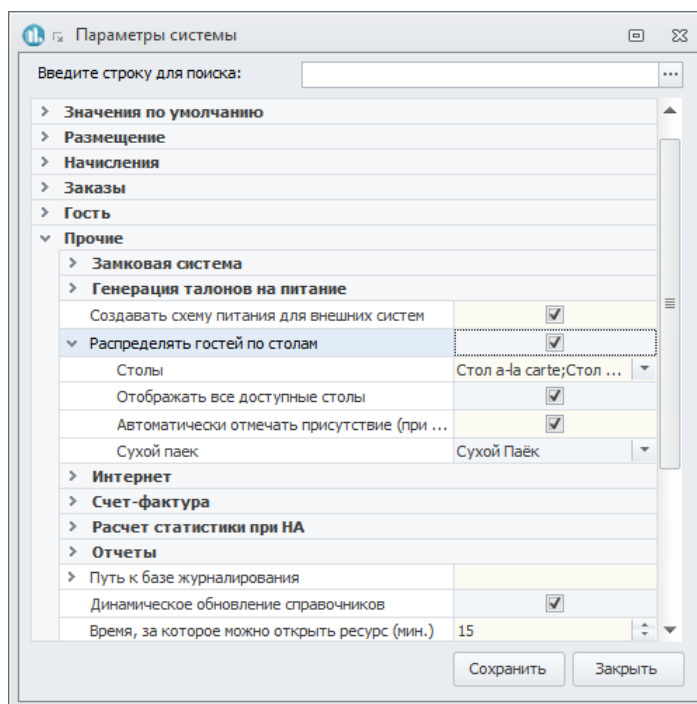 Параметры системы
Введите строку для поиска:
Значения по умолчанию
Размещение
Начисления
Заказы
Гость
Прочие
Замковая система
Генерация талонов на питание
Создавать схему питания для внешних систем
Распределять гостей по столам
Столы Стол a-la carte;Стол ...
Отображать все доступные столы
Автоматически отмечать присутствие (при ...
Сухой паек Сухой Паёк
Интернет
Счет-фактура
Расчет статистики при НА
Отчеты
Путь к базе журналирования
Динамическое обновление справочников
Время, за которое можно открыть ресурс (мин.) 15
Сохранить Закрыть